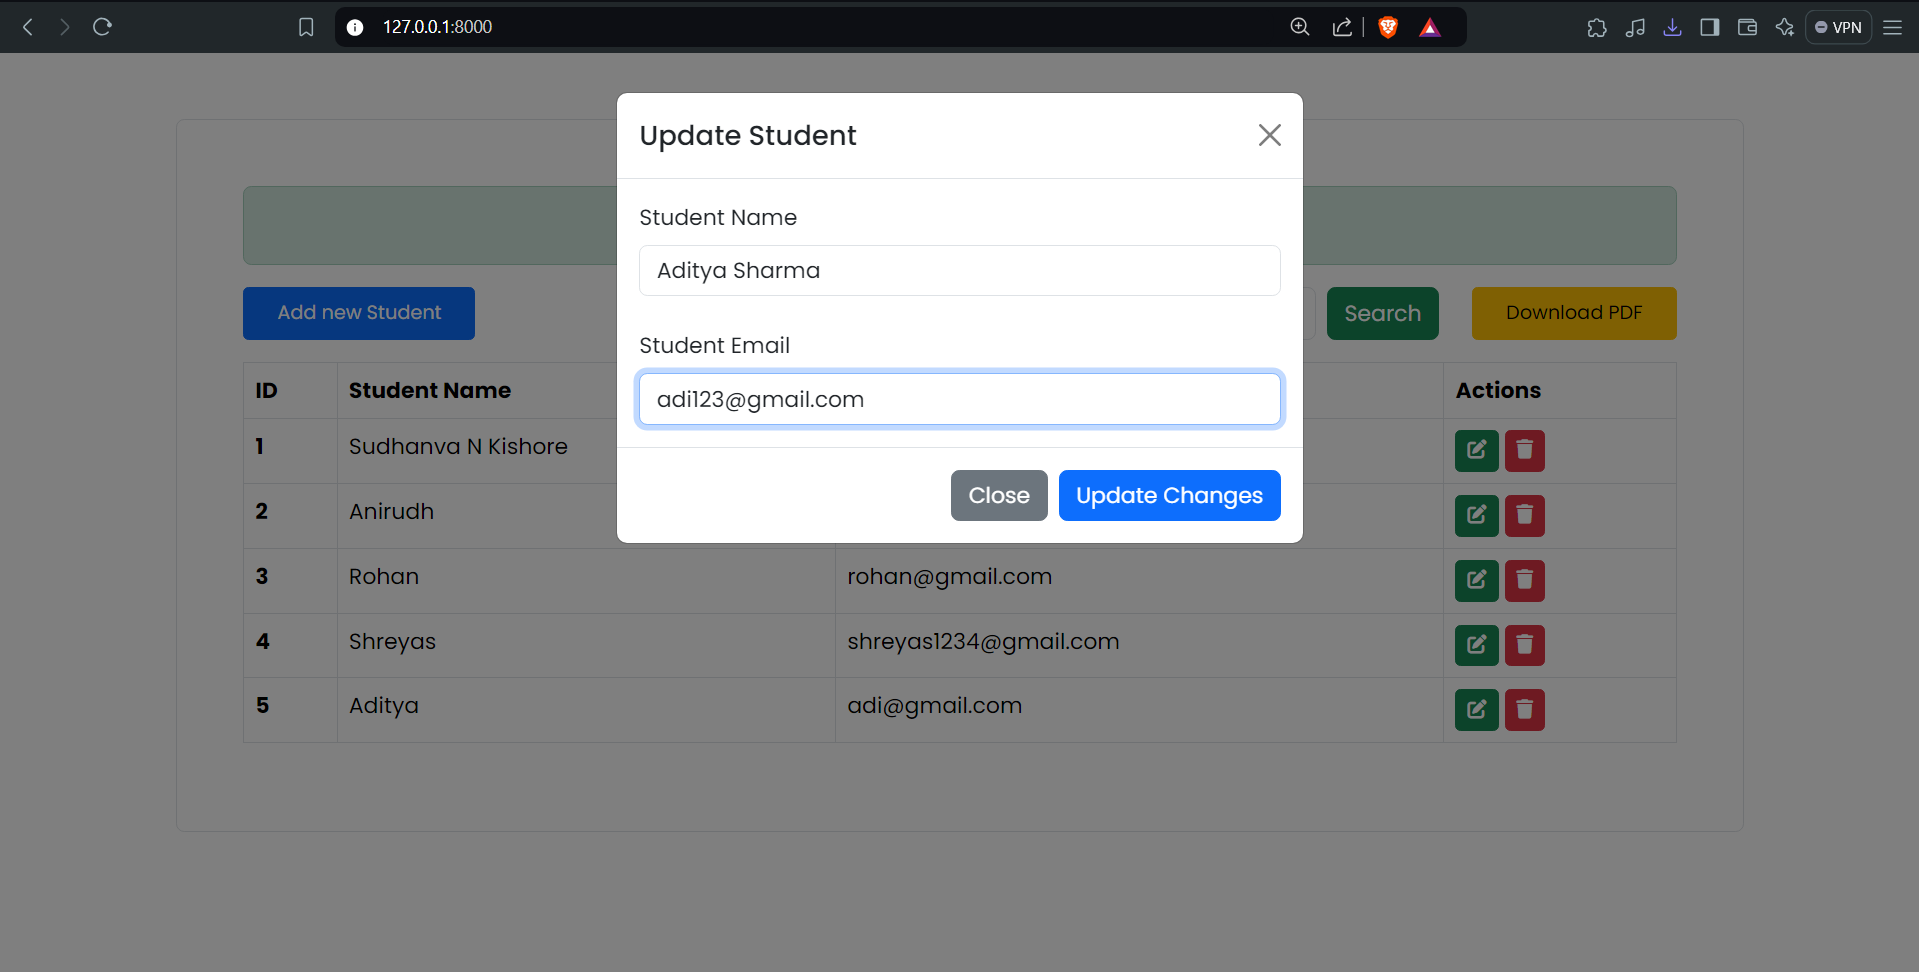 127.0.0.1:8000
VPN
Update Student
Student Name
Aditya Sharma
Student Email
adi123@gmail.com
Close Update Changes
Add new Student Search Download PDF
ID Student Name Actions
1 Sudhanva N Kishore
2 Anirudh
3 Rohan rohan@gmail.com
4 Shreyas shreyas1234@gmail.com
5 Aditya adi@gmail.com